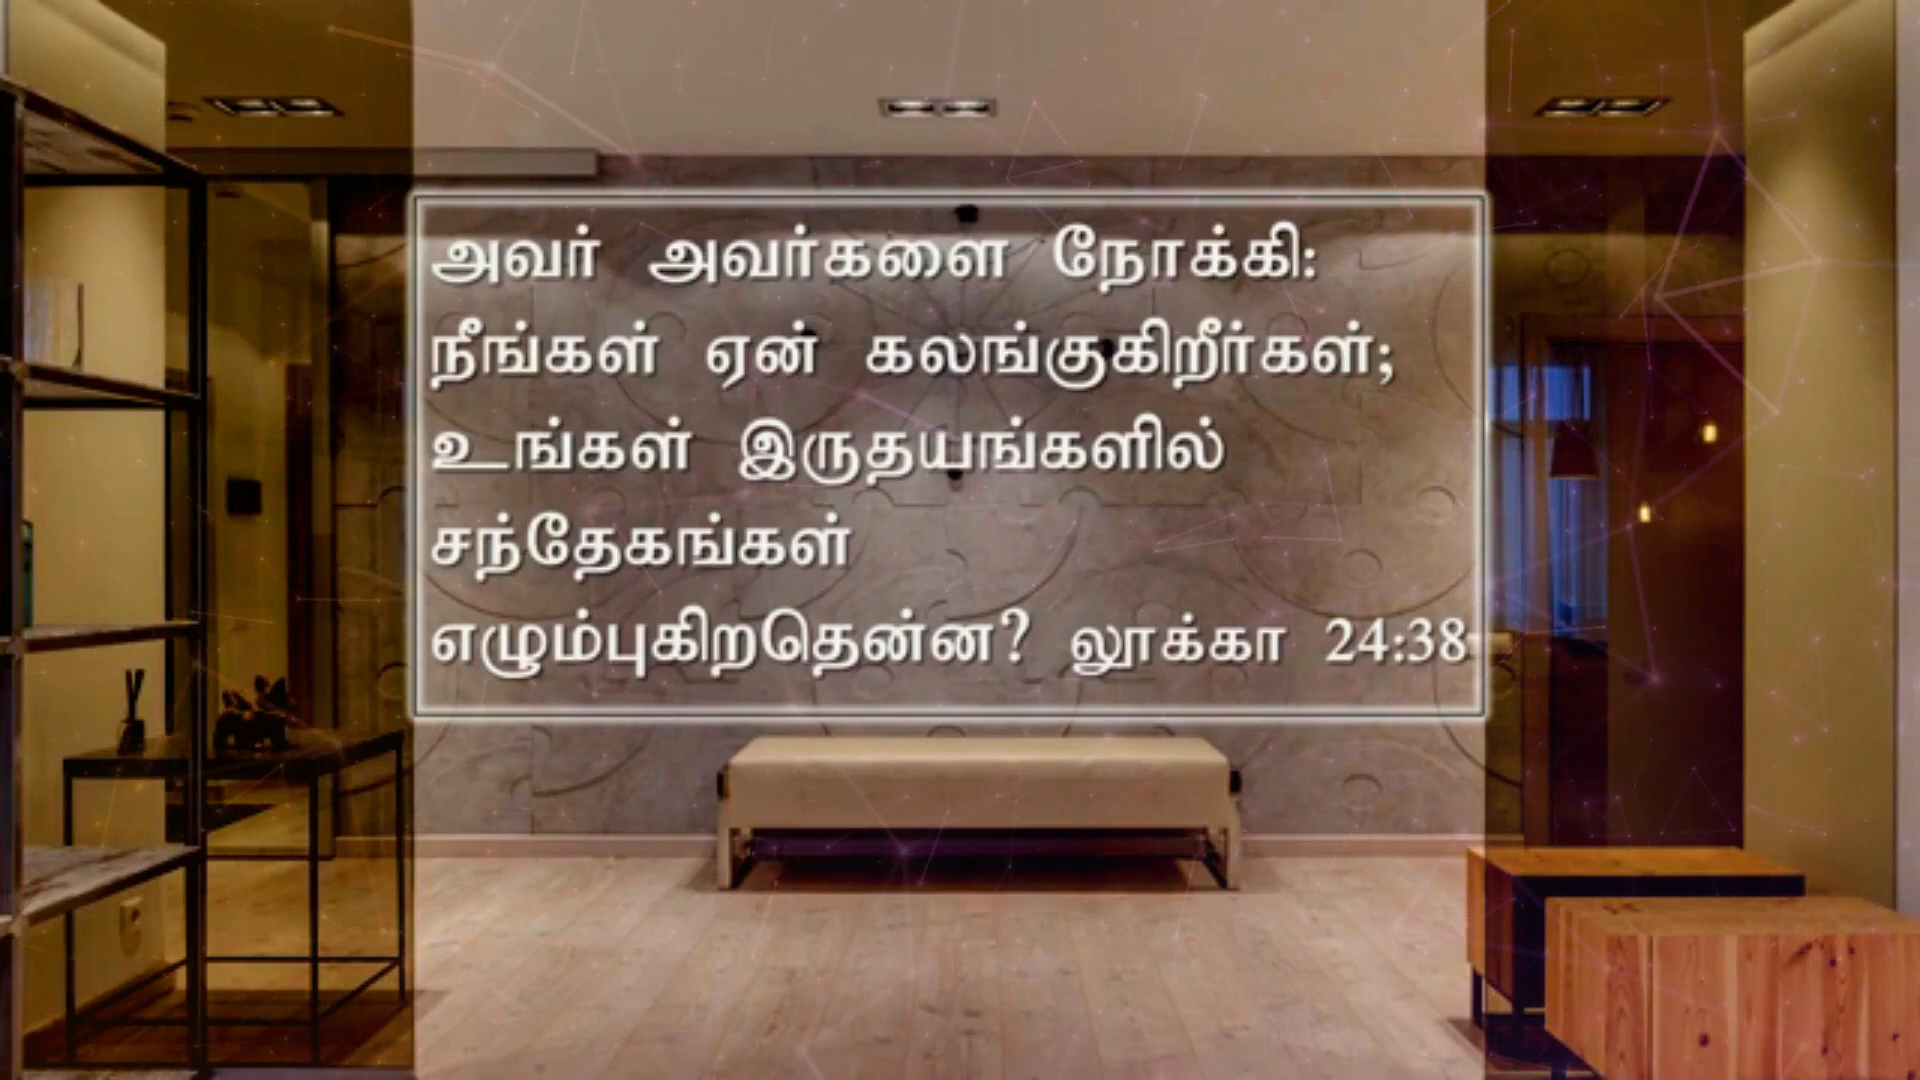 அவர் அவர்களை நோக்கி:
நீங்கள் ஏன் கலங்குகிறீர்கள்;
உங்கள் இருதயங்களில்
சந்தேகங்கள்
எழும்புகிறதென்ன? லூக்கா 24:38